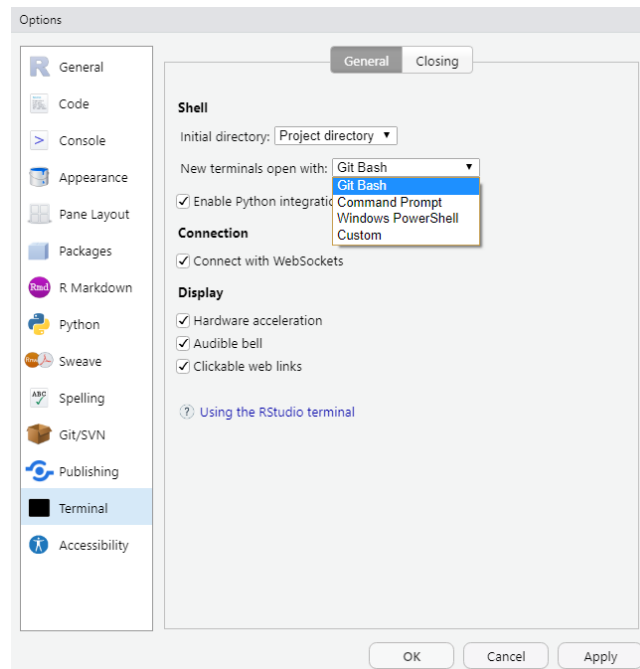 Options
General
Code
Console
Appearance
Pane Layout
Packages
Rmd R Markdown
Python
Sweave
ABC Spelling
Git/SVN
Publishing
Terminal
Accessibility
General Closing
Shell
Initial directory: Project directory
New terminals open with: Git Bash
Git Bash
Command Prompt
Windows PowerShell
Custom
Enable Python
Connection
Connect with WebSockets
Display
Hardware acceleration
Audible bell
Clickable web links
? Using the RStudio terminal
OK Cancel Apply